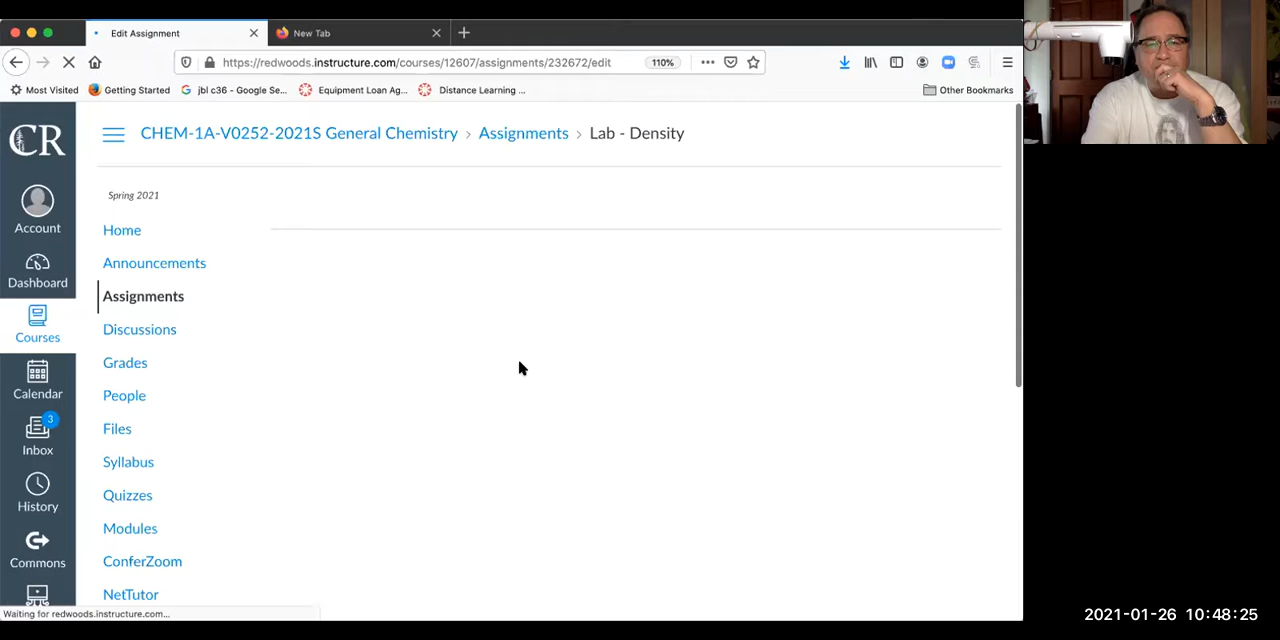 Edit Assignment
New Tab
https://redwoods.instructure.com/courses/12607/assignments/232672/edit
110%
Most Visited
Getting Started
jbl c36 - Google Se...
Equipment Loan Ag...
Distance Learning ...
Other Bookmarks
CR
CHEM-1A-V0252-2021S General Chemistry › Assignments › Lab - Density
Spring 2021
Account
Dashboard
Courses
Calendar
3
Inbox
History
Commons
Home
Announcements
Assignments
Discussions
Grades
People
Files
Syllabus
Quizzes
Modules
ConferZoom
NetTutor
Waiting for redwoods.instructure.com...
2021-01-26 10:48:25